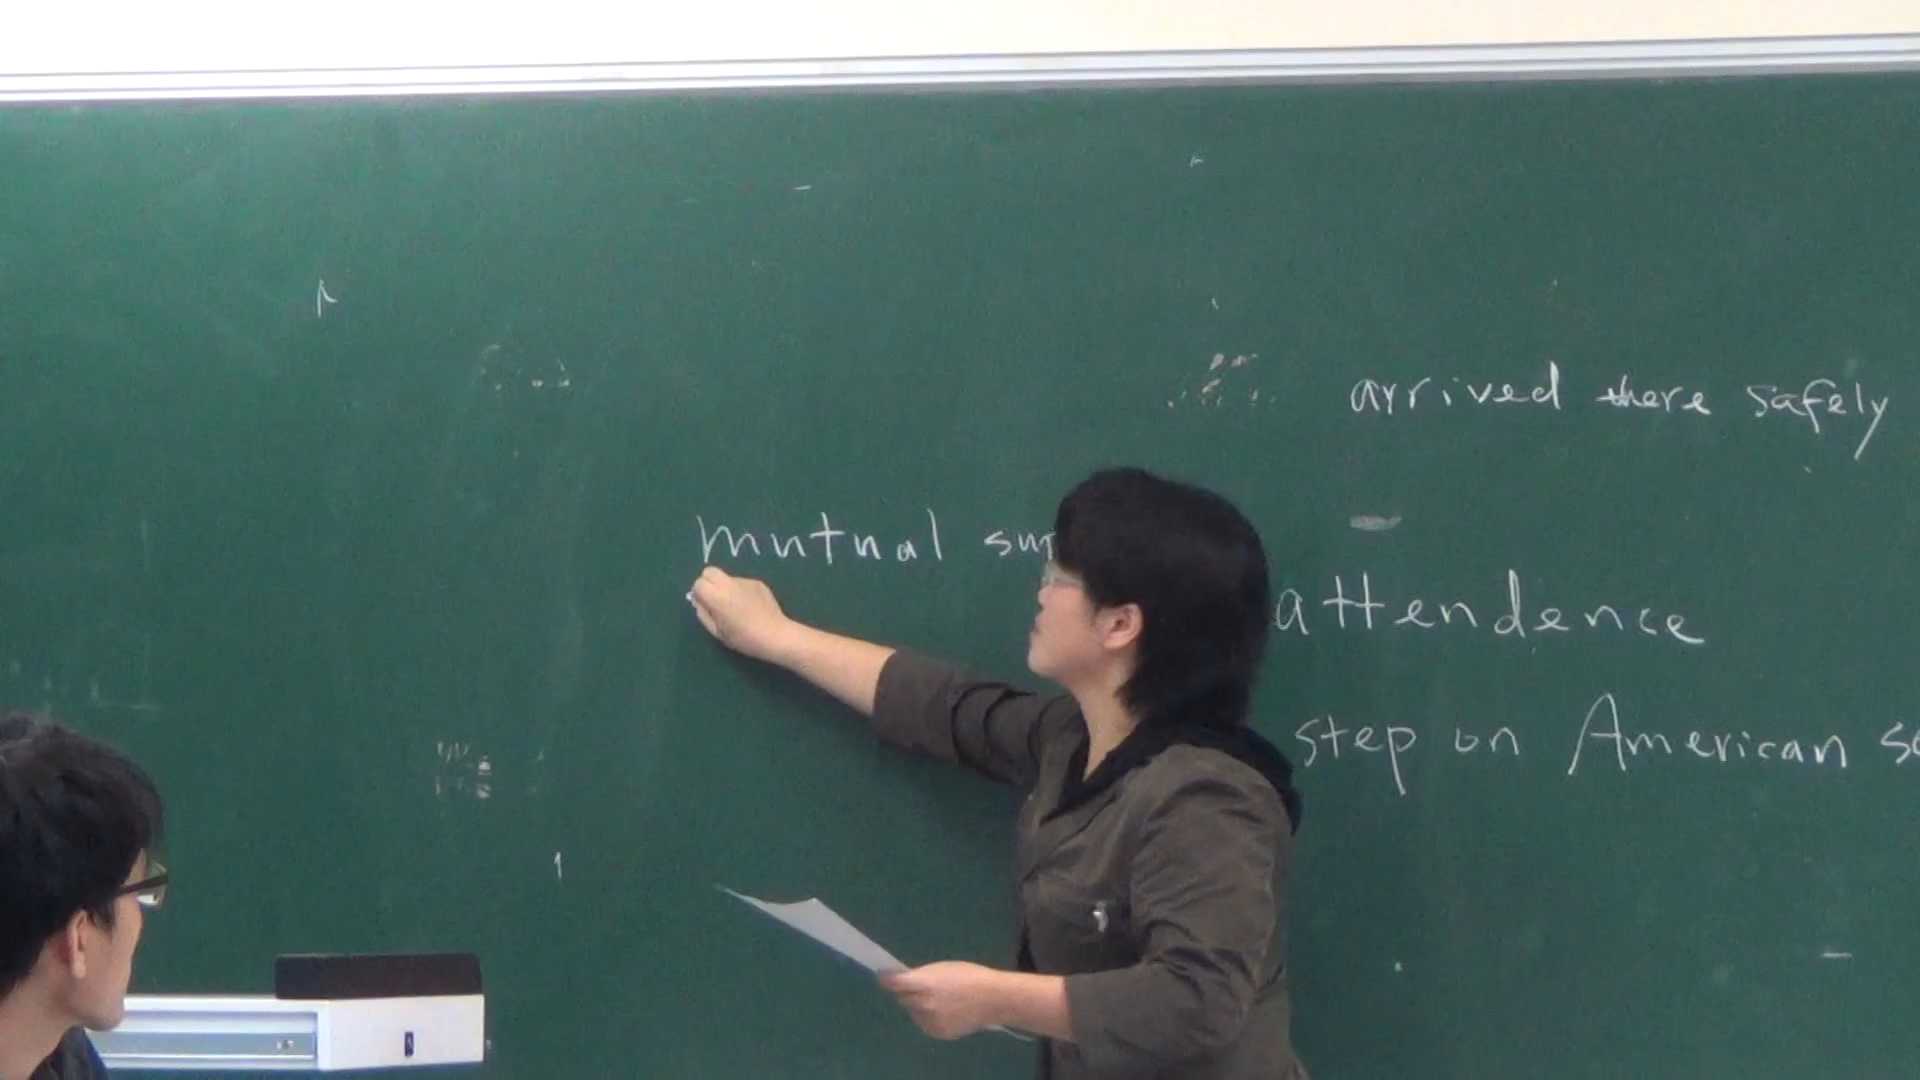 arrived there safely
mutual
attendence
step on American